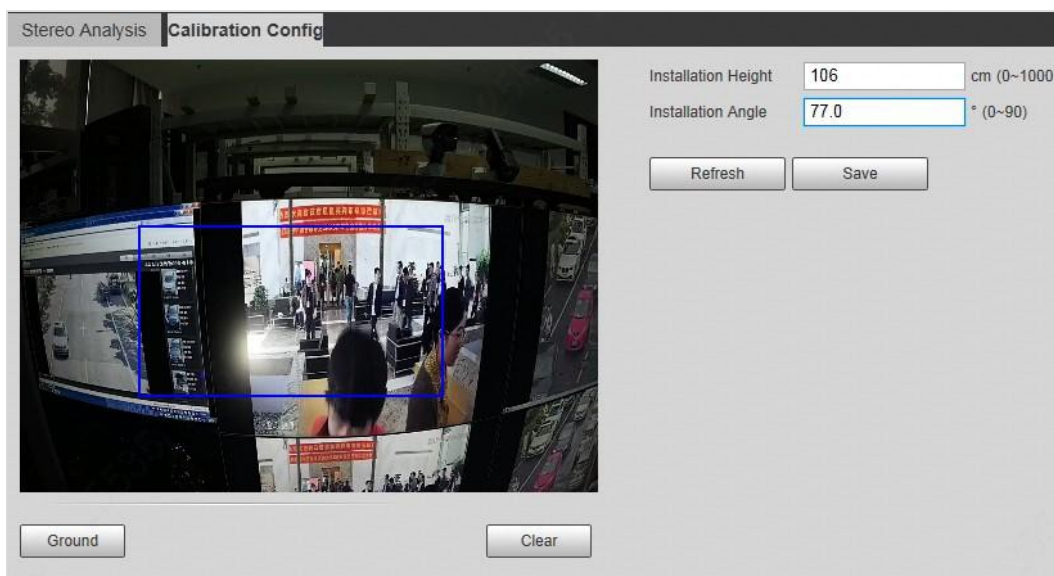 Stereo Analysis Calibration Config
Installation Height 106 cm (0~1000
Installation Angle 77.0 ° (0~90)
Refresh Save
Ground Clear